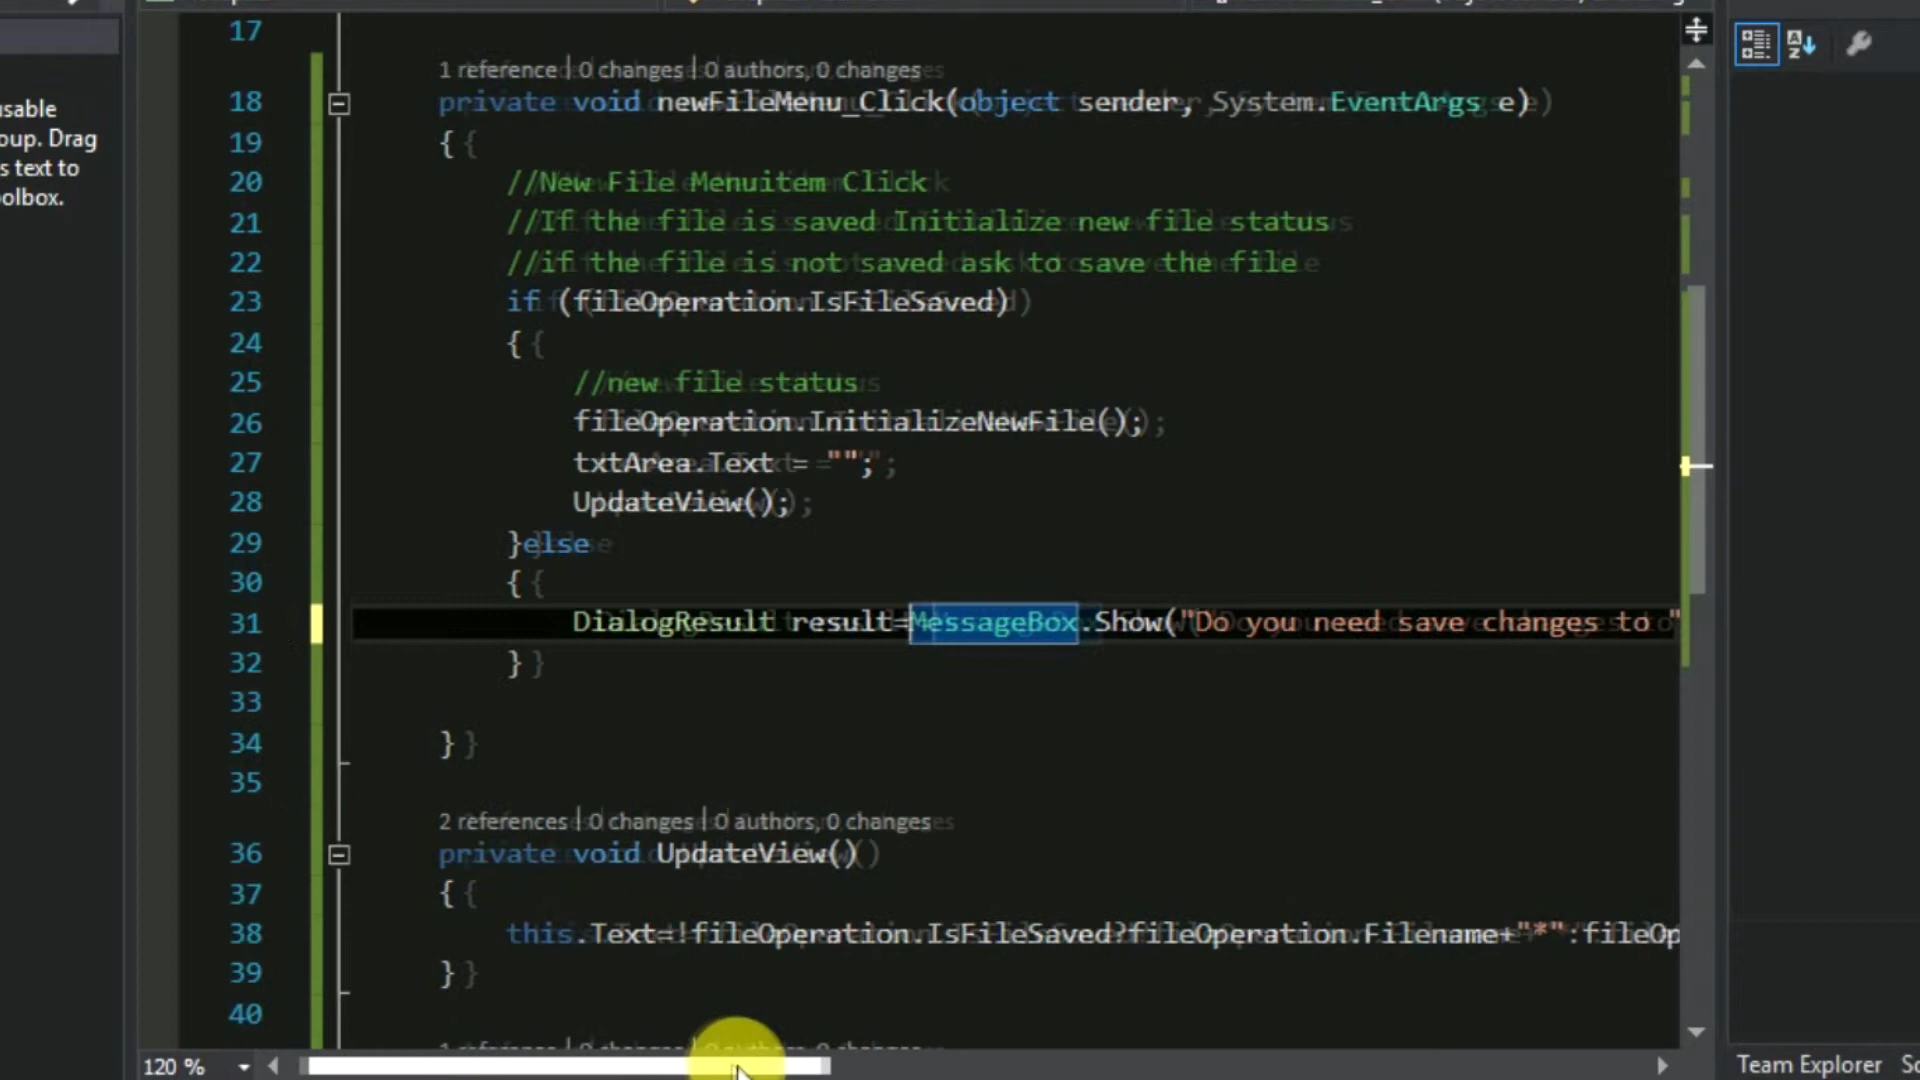 17
1 reference | 0 changes | 0 authors, 0 changes
18 private void newFileMenu_Click(object sender, System.EventArgs e)
19 {
20 //New File Menuitem Click
21 //If the file is saved Initialize new file status
22 //if the file is not saved ask to save the file
23 if (fileOperation.IsFileSaved)
24 {
25 //new file status
26 fileOperation.InitializeNewFile();
27 txtArea.Text = "";
28 UpdateView();
29 }else
30 {
31 DialogResult result=MessageBox.Show("Do you need save changes to"
32 }
33
34 }
35
2 references | 0 changes | 0 authors, 0 changes
36 private void UpdateView()
37 {
38 this.Text=!fileOperation.IsFileSaved?fileOperation.Filename+"*":fileOp
39 }
40
120 %
usable
oup. Drag
s text to
oolbox.
Team Explorer